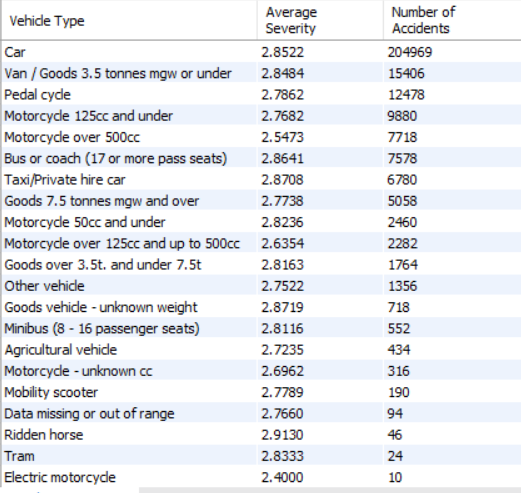 Vehicle Type Average Severity Number of Accidents
Car 2.8522 204969
Van / Goods 3.5 tonnes mgw or under 2.8484 15406
Pedal cycle 2.7862 12478
Motorcycle 125cc and under 2.7682 9880
Motorcycle over 500cc 2.5473 7718
Bus or coach (17 or more pass seats) 2.8641 7578
Taxi/Private hire car 2.8708 6780
Goods 7.5 tonnes mgw and over 2.7738 5058
Motorcycle 50cc and under 2.8236 2460
Motorcycle over 125cc and up to 500cc 2.6354 2282
Goods over 3.5t. and under 7.5t 2.8163 1764
Other vehicle 2.7522 1356
Goods vehicle - unknown weight 2.8719 718
Minibus (8 - 16 passenger seats) 2.8116 552
Agricultural vehicle 2.7235 434
Motorcycle - unknown cc 2.6962 316
Mobility scooter 2.7789 190
Data missing or out of range 2.7660 94
Ridden horse 2.9130 46
Tram 2.8333 24
Electric motorcycle 2.4000 10